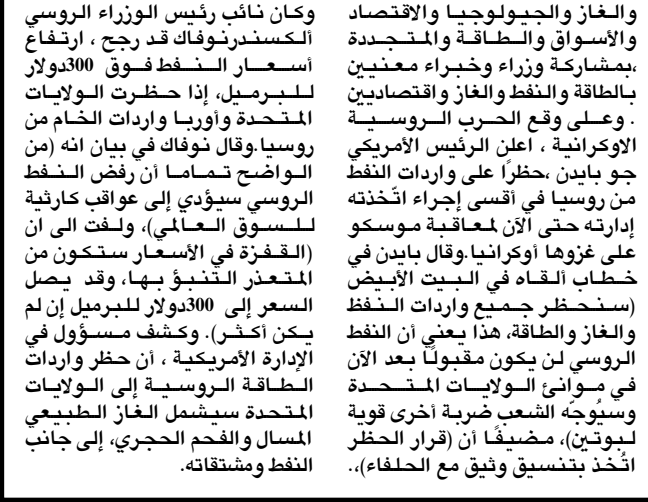 والغاز والجيولوجيا والاقتصاد
والأسواق والطاقة والمتجددة
،بمشاركة وزراء وخبراء معنيين
بالطاقة والنفط والغاز واقتصاديين
. وعلى وقع الحرب الروسية
الاوكرانية ، اعلن الرئيس الأمريكي
جو بايدن ،حظرًا على واردات النفط
من روسيا في أقسى إجراء اتّخذته
إدارته حتى الآن لمعاقبة موسكو
على غزوها أوكرانيا.وقال بايدن في
خطاب ألقاه في البيت الأبيض
(سنحظر جميع واردات النفظ
والغاز والطاقة، هذا يعني أن النفط
الروسي لن يكون مقبولًا بعد الآن
في موانئ الولايات المتحدة
وسيُوجّه الشعب ضربة أخرى قوية
لبوتين)، مضيفًا أن (قرار الحظر
اتُخذ بتنسيق وثيق مع الحلفاء)،.
وكان نائب رئيس الوزراء الروسي
ألكسندرنوفاك قد رجح ، ارتفاع
أسعار النفط فوق 300دولار
للبرميل، إذا حظرت الولايات
المتحدة وأوربا واردات الخام من
روسيا.وقال نوفاك في بيان انه (من
الواضح تماما أن رفض النفط
الروسي سيؤدي إلى عواقب كارثية
للسوق العالمي)، ولفت الى ان
(القفزة في الأسعار ستكون من
المتعذر التنبؤ بها، وقد يصل
السعر إلى 300دولار للبرميل إن لم
يكن أكثر). وكشف مسؤول في
الإدارة الأمريكية ، أن حظر واردات
الطاقة الروسية إلى الولايات
المتحدة سيشمل الغاز الطبيعي
المسال والفحم الحجري، إلى جانب
النفط ومشتقاته.